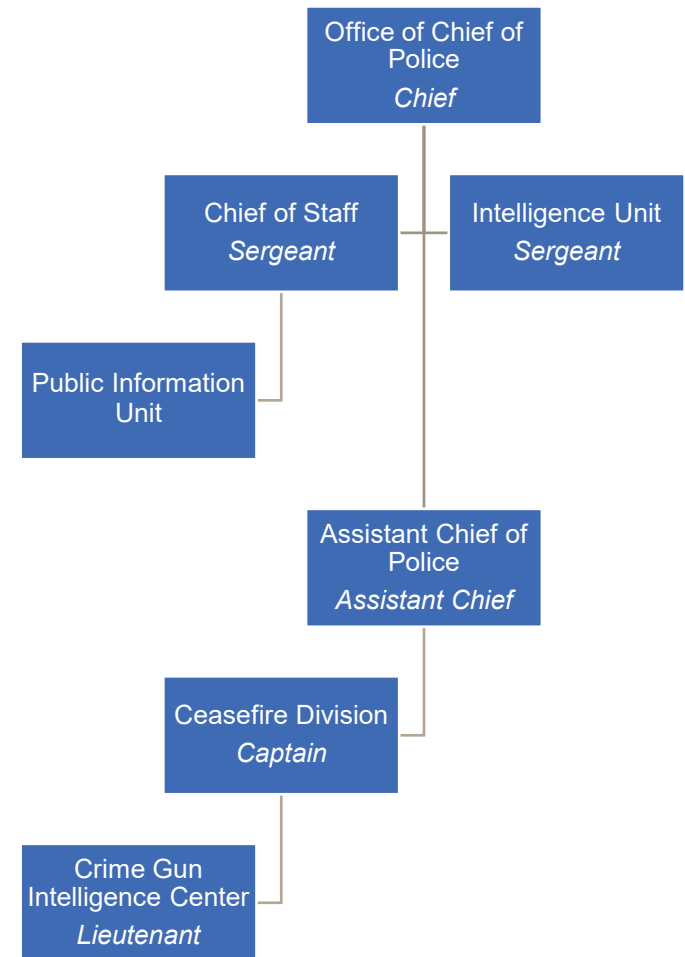 Office of Chief of
Police
Chief
Chief of Staff
Sergeant
Intelligence Unit
Sergeant
Public Information
Unit
Assistant Chief of
Police
Assistant Chief
Ceasefire Division
Captain
Crime Gun
Intelligence Center
Lieutenant